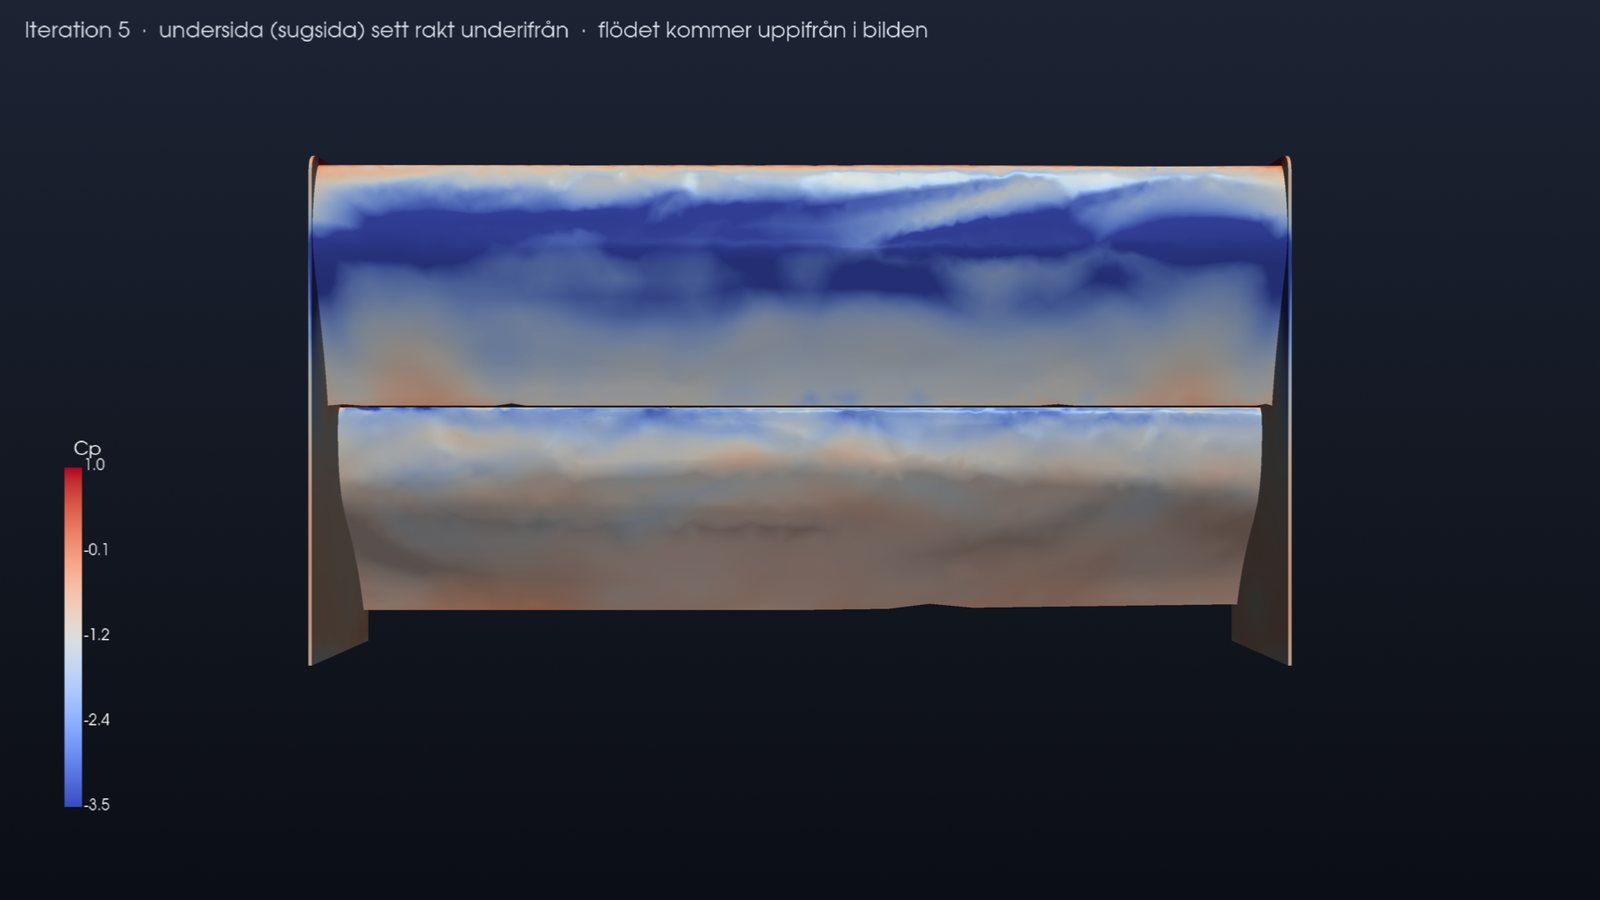 Iteration 5 · undersida (sugsida) sett rakt underifrån · flödet kommer uppifrån i bilden
Cp
1.0
-0.1
-1.2
-2.4
-3.5